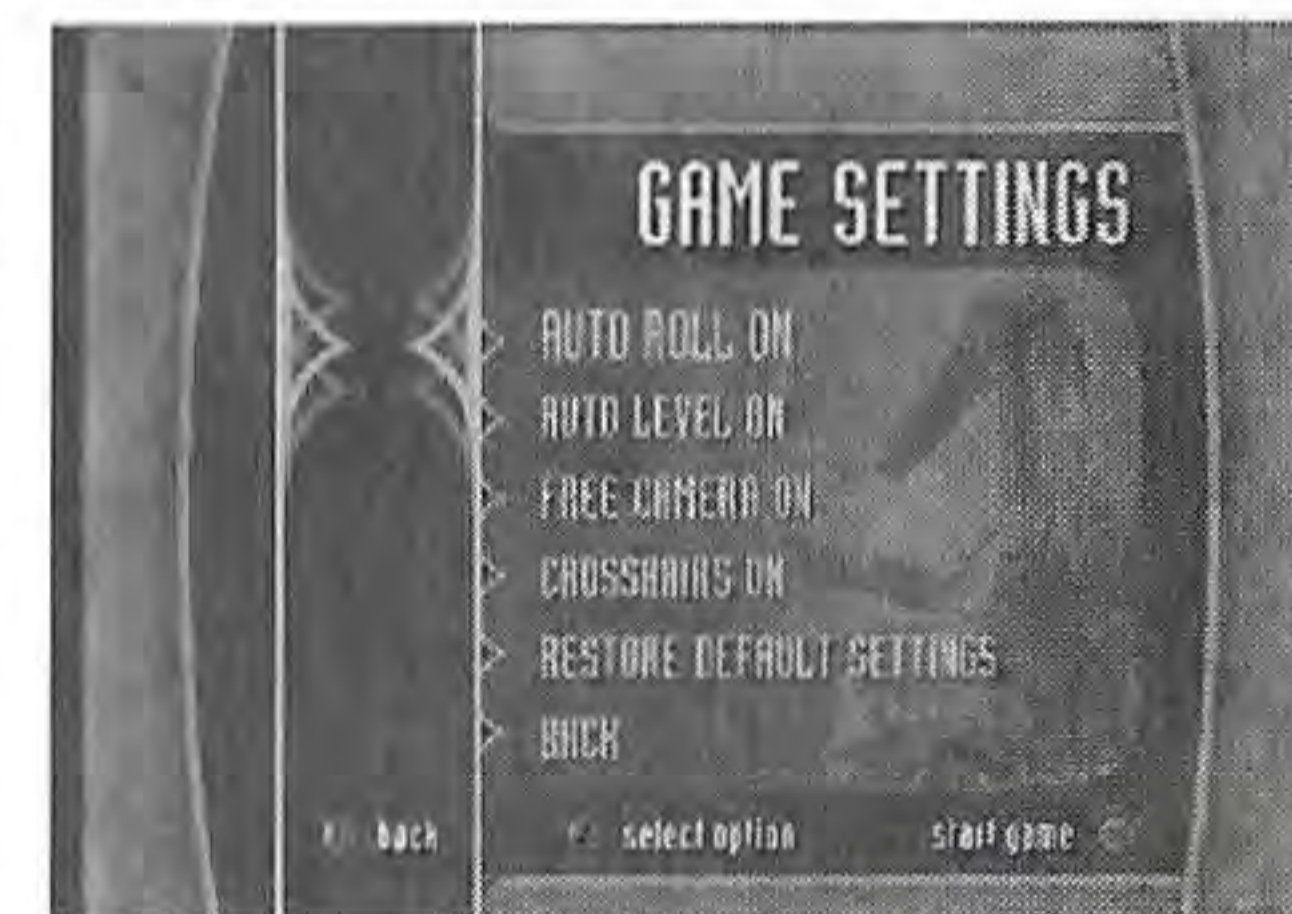 GAME SETTINGS
AUTO ROLL ON
AUTO LEVEL ON
FREE CAMERA ON
CROSSHAIRS ON
RESTORE DEFAULT SETTINGS
BACK
back select option start game